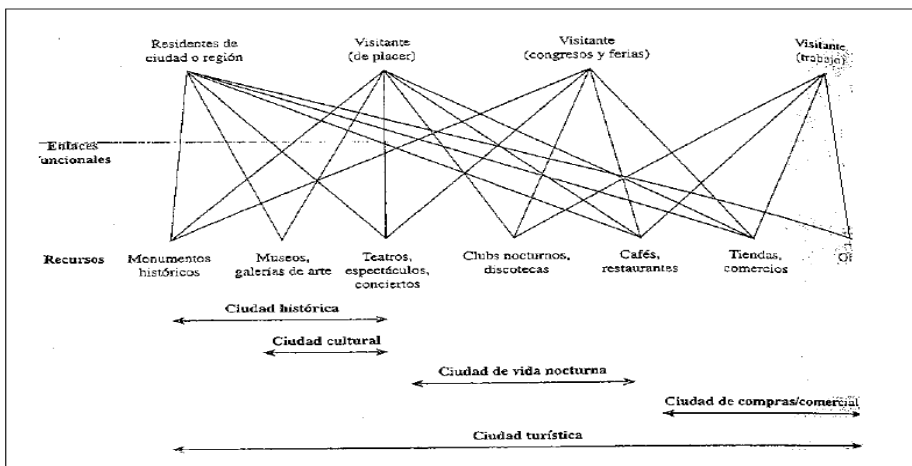 Residentes de
ciudad o región
Visitante
(de placer)
Visitante
(congresos y ferias)
Visitante
(trabajo)
Enlaces
funcionales
Recursos
Monumentos
históricos
Museos,
galerías de arte
Teatros,
espectáculos,
conciertos
Clubs nocturnos,
discotecas
Cafés,
restaurantes
Tiendas,
comercios
Ciudad histórica
Ciudad cultural
Ciudad de vida nocturna
Ciudad de compras/comercial
Ciudad turística